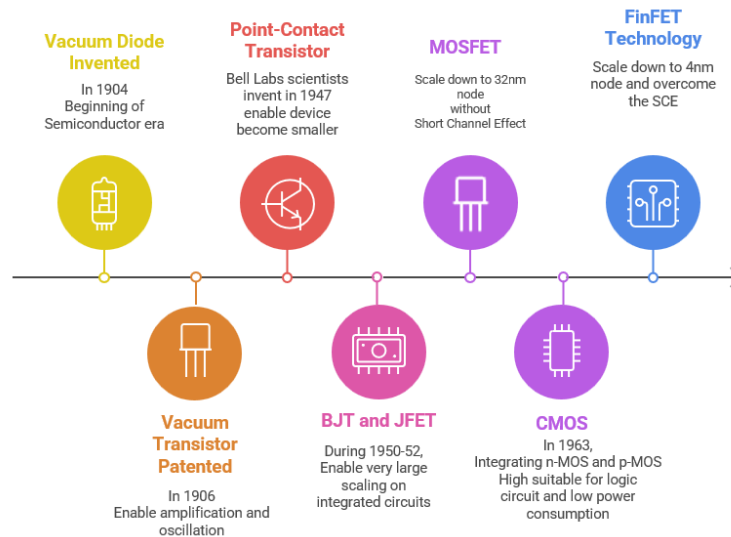 Vacuum Diode
Invented
In 1904
Beginning of
Semiconductor era
Point-Contact
Transistor
Bell Labs scientists
invent in 1947
enable device
become smaller
MOSFET
Scale down to 32nm
node
without
Short Channel Effect
FinFET
Technology
Scale down to 4nm
node and overcome
the SCE
Vacuum
Transistor
Patented
In 1906
Enable amplification and
oscillation
BJT and JFET
During 1950-52,
Enable very large
scaling on
integrated circuits
CMOS
In 1963,
Integrating n-MOS and p-MOS
High suitable for logic
circuit and low power
consumption